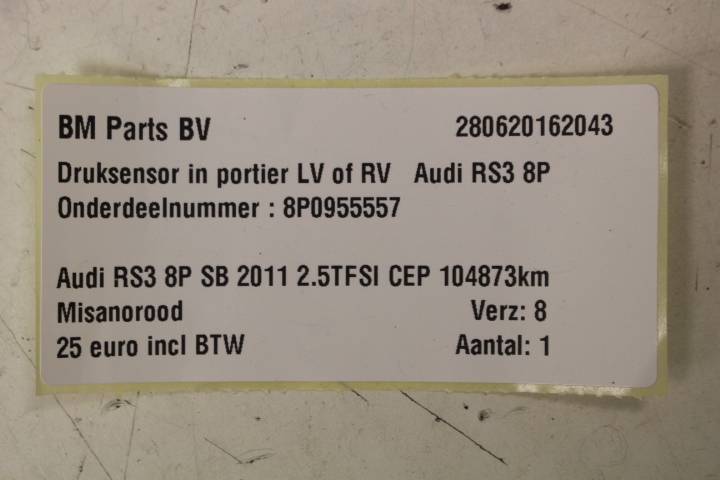 BM Parts BV 280620162043
Druksensor in portier LV of RV Audi RS3 8P
Onderdeelnummer : 8P0955557
Audi RS3 8P SB 2011 2.5TFSI CEP 104873km
Misanorood Verz: 8
25 euro incl BTW Aantal: 1